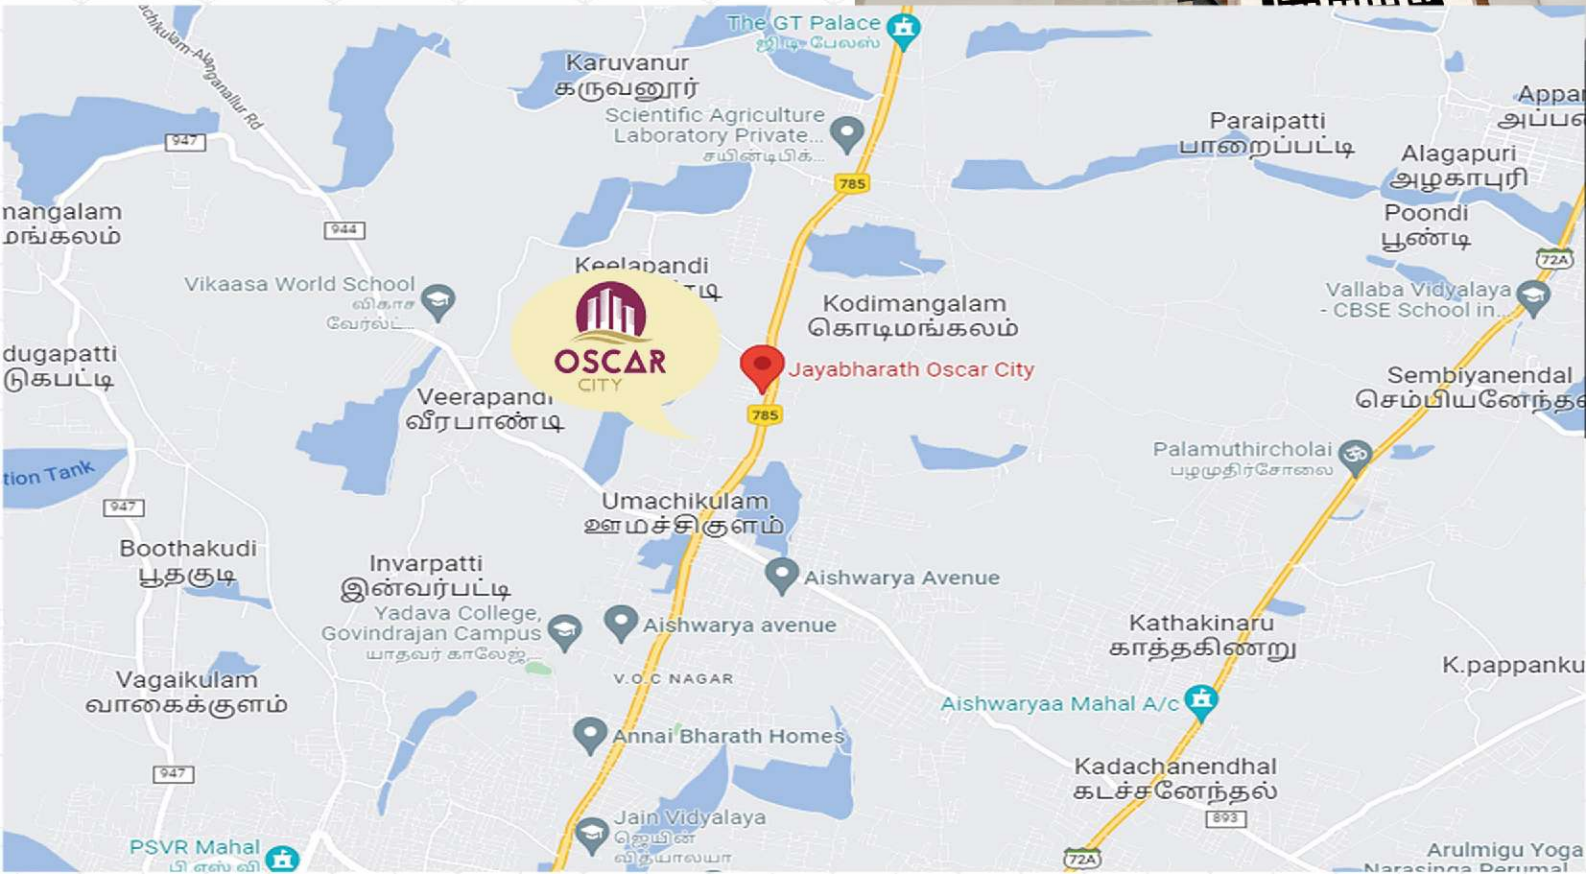 The GT Palace
ஜி டி பேலஸ்
Karuvanur
கருவனூர்
Scientific Agriculture
Laboratory Private...
சயின்டிபிக்...
947
785
Paraipatti
பாறைப்பட்டி
Appar
Alagapuri
அழகாபுரி
Poondi
பூண்டி
72A
mangalam
மங்கலம்
944
Keelapandi
Vikaasa World School
விகாச
வேர்ல்ட்...
Kodimangalam
கொடிமங்கலம்
Vallaba Vidyalaya
- CBSE School in...
OSCAR
CITY
Jayabharath Oscar City
785
dugapatti
டுகபட்டி
Veerapandi
வீரபாண்டி
Sembiyanendal
செம்பியனேந்தல்
Palamuthircholai
பழமுதிர்சோலை
tion Tank
947
Umachikulam
ஊமச்சிகுளம்
Boothakudi
பூதகுடி
Invarpatti
இன்வர்பட்டி
Aishwarya Avenue
Yadava College,
Govindrajan Campus
யாதவர் காலேஜ்...
Aishwarya avenue
Kathakinaru
காத்தகிணறு
V.O.C NAGAR
K.pappanku
Vagaikulam
வாகைக்குளம்
Aishwaryaa Mahal A/c
Annai Bharath Homes
Kadachanendhal
கடச்சனேந்தல்
947
893
Jain Vidyalaya
ஜெயின்
வித்யாலயா
PSVR Mahal
பி எஸ் வி
72A
Arulmigu Yoga
Narasinga Perumal